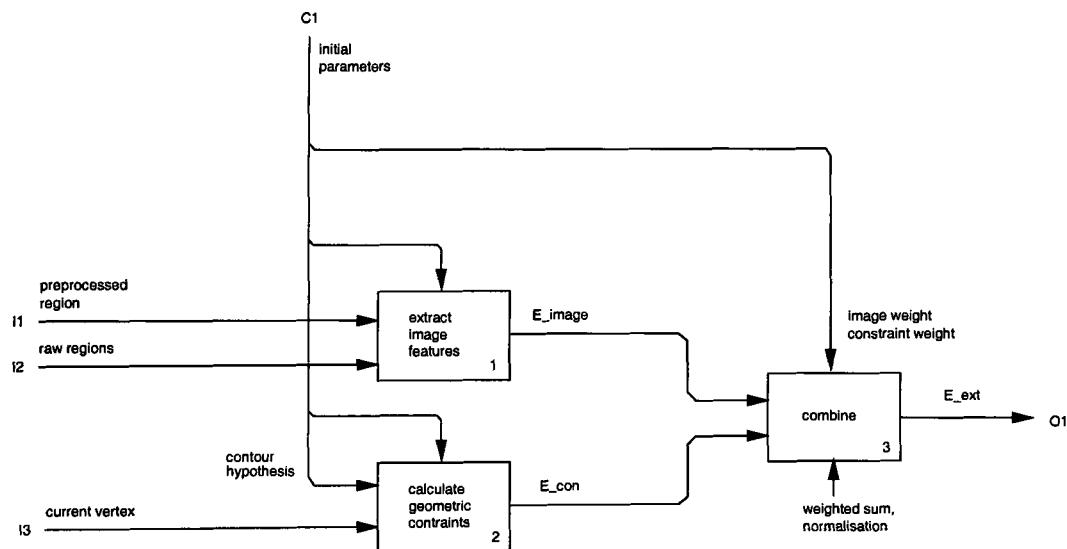 C1
initial
parameters
preprocessed
region
I1
raw regions
I2
extract
image
features
1
E_image
image weight
constraint weight
combine
3
E_ext
O1
contour
hypothesis
calculate
geometric
contraints
2
E_con
current vertex
I3
weighted sum,
normalisation